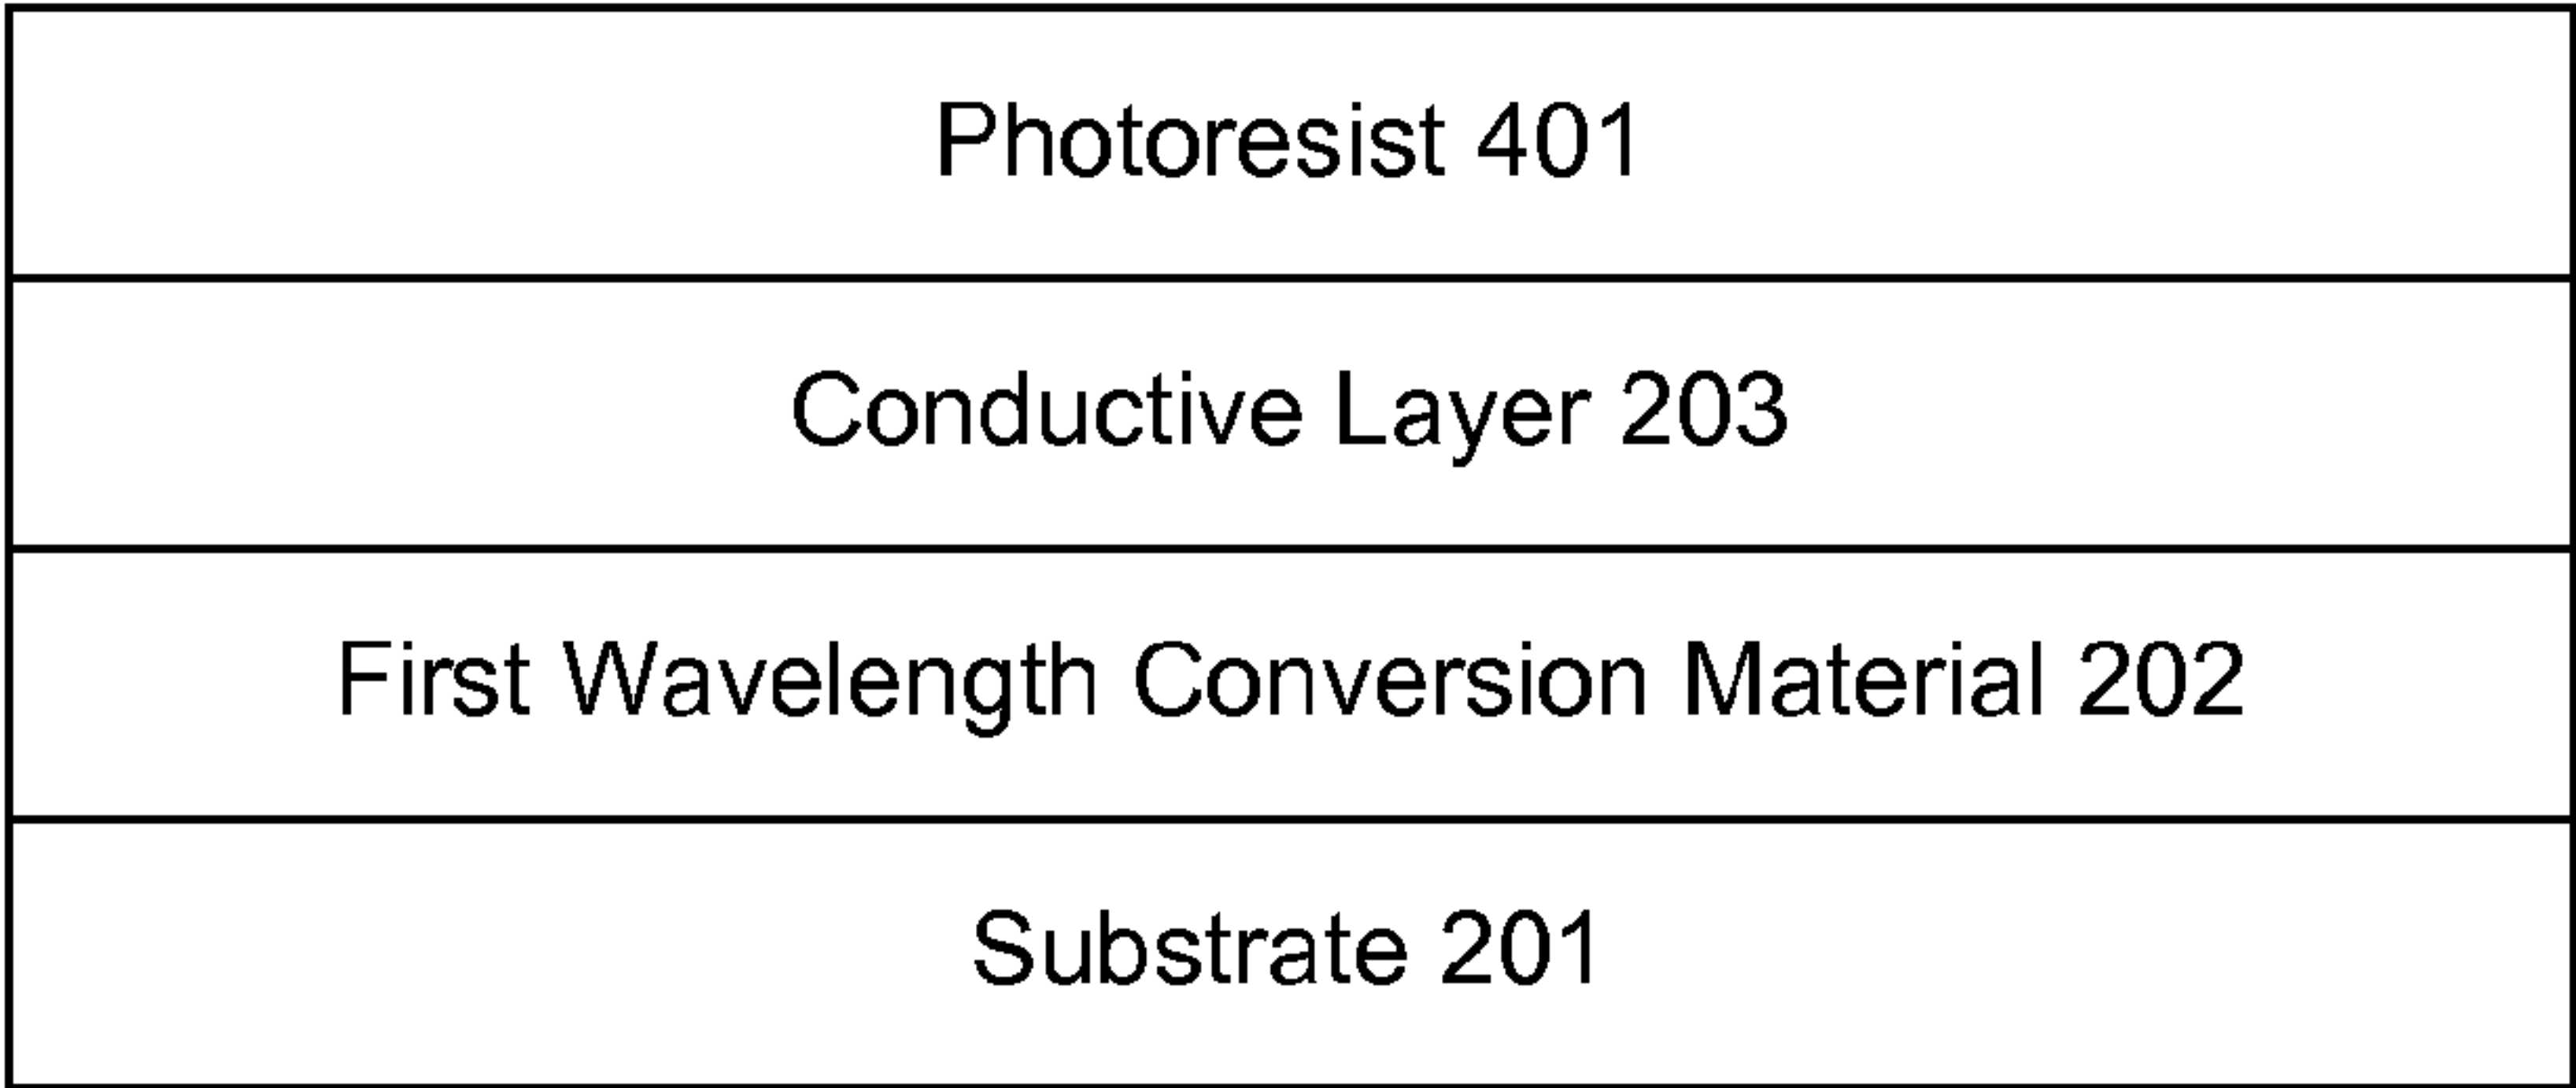 Photoresist 401
Conductive Layer 203
First Wavelength Conversion Material 202
Substrate 201